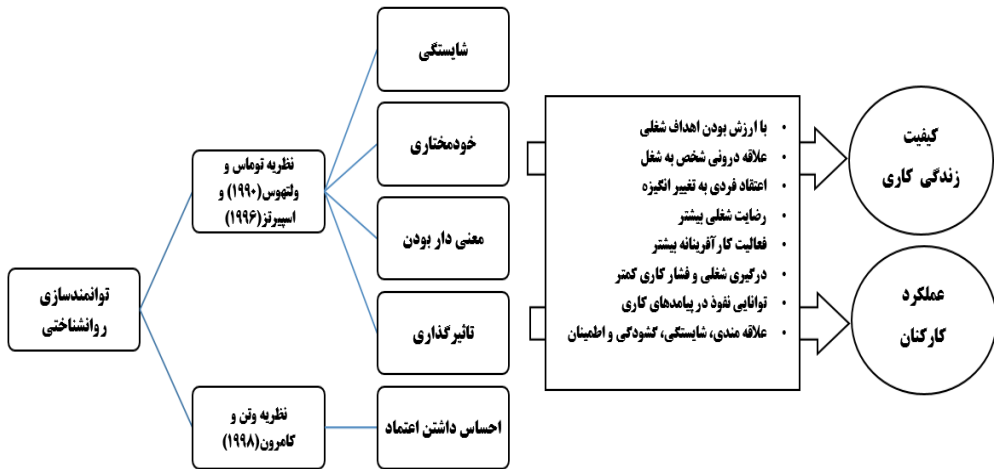 توانمندسازی
روانشناختی
نظریه توماس و
ولتهوس(۱۹۹۰) و
اسپیرتز(۱۹۹۶)
نظریه وتن و
کامرون(۱۹۹۸)
شایستگی
خودمختاری
معنی دار بودن
تاثیرگذاری
احساس داشتن اعتماد
• با ارزش بودن اهداف شغلی
• علاقه درونی شخص به شغل
• اعتقاد فردی به تغییر انگیزه
• رضایت شغلی بیشتر
• فعالیت کارآفرینانه بیشتر
• درگیری شغلی و فشار کاری کمتر
• توانایی نفوذ در پیامدهای کاری
• علاقه مندی، شایستگی، گشودگی و اطمینان
کیفیت
زندگی کاری
عملکرد
کارکنان